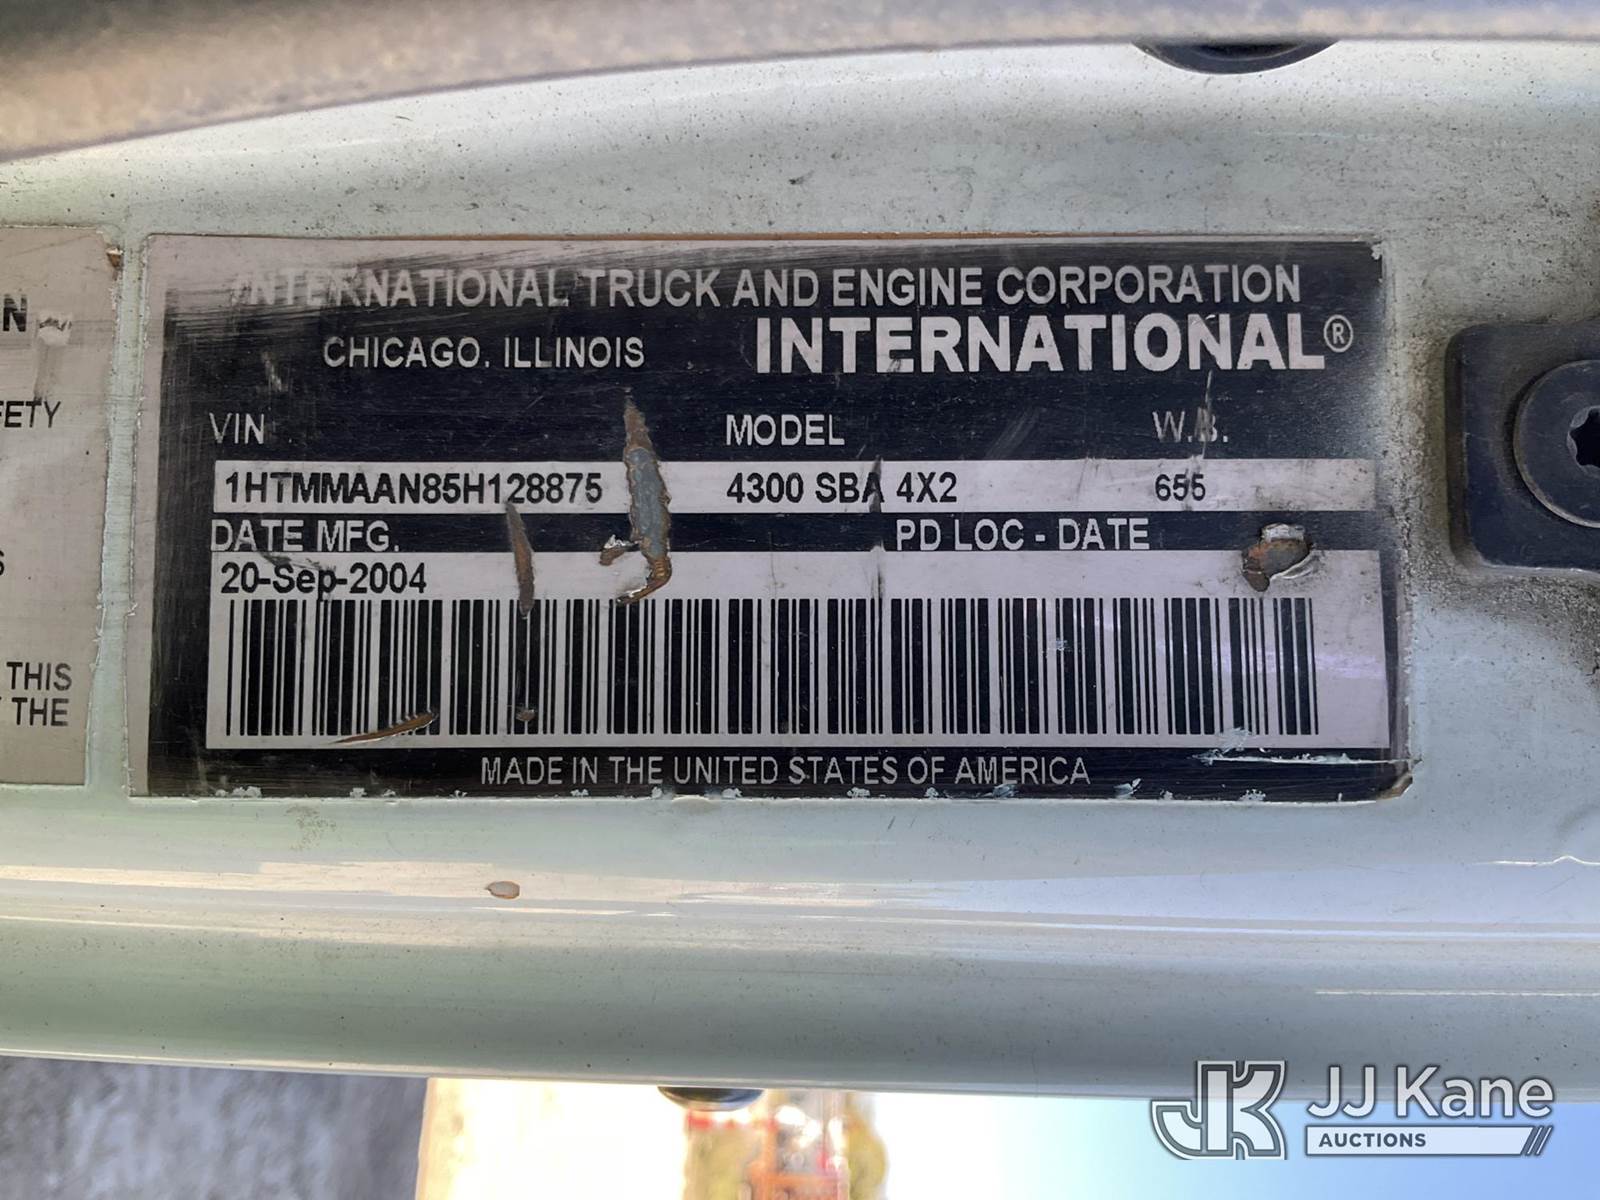 INTERNATIONAL TRUCK AND ENGINE CORPORATION
CHICAGO, ILLINOIS INTERNATIONAL®
VIN MODEL W.B.
1HTMMAAN85H128875 4300 SBA 4X2 655
DATE MFG. PD LOC - DATE
20-Sep-2004
MADE IN THE UNITED STATES OF AMERICA
THIS
THE
JK JJ Kane
AUCTIONS